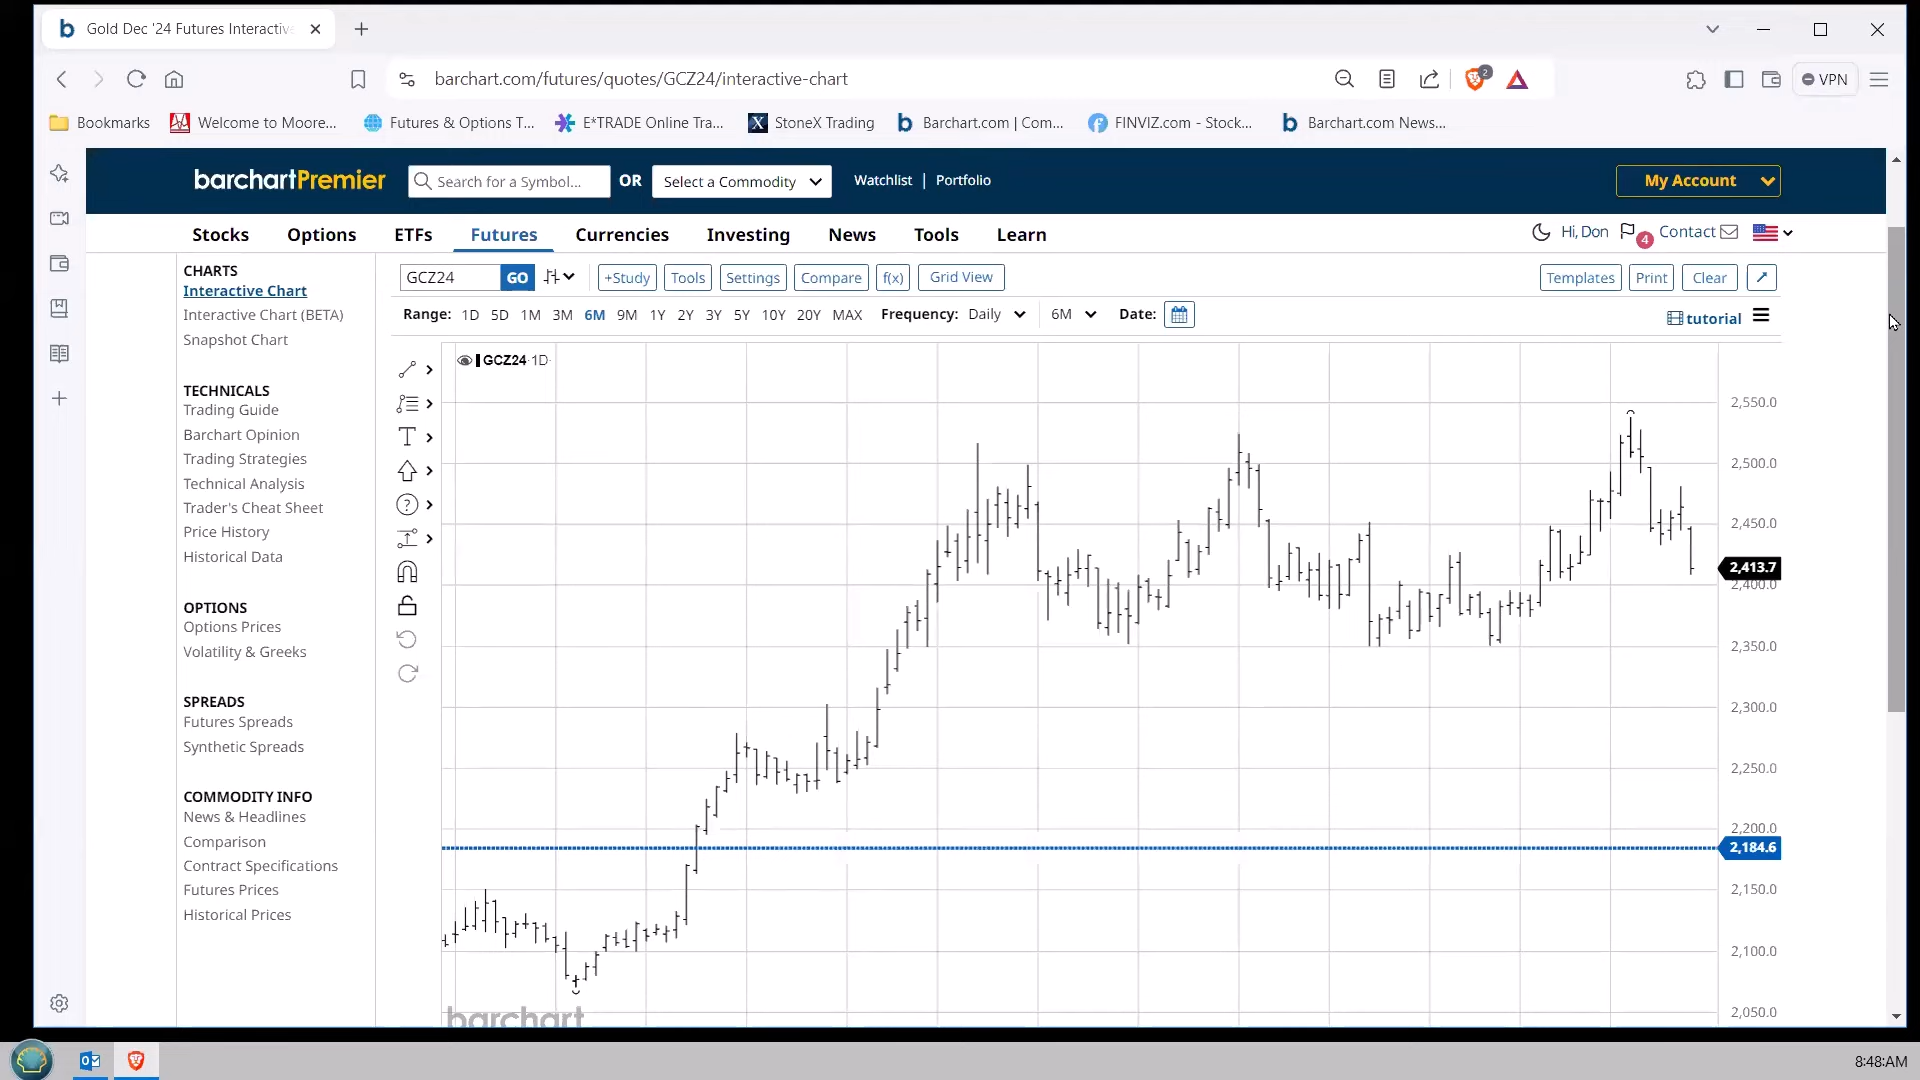 Gold Dec '24 Futures Interactive
barchart.com/futures/quotes/GCZ24/interactive-chart
2
VPN
Bookmarks
Welcome to Moore...
Futures & Options T...
E*TRADE Online Tra...
StoneX Trading
Barchart.com | Com...
FINVIZ.com - Stock...
Barchart.com News...
barchartPremier
Search for a Symbol...
OR
Select a Commodity
Watchlist | Portfolio
My Account
Stocks Options ETFs Futures Currencies Investing News Tools Learn
Hi, Don
4
Contact
CHARTS
Interactive Chart
Interactive Chart (BETA)
Snapshot Chart
TECHNICALS
Trading Guide
Barchart Opinion
Trading Strategies
Technical Analysis
Trader's Cheat Sheet
Price History
Historical Data
OPTIONS
Options Prices
Volatility & Greeks
SPREADS
Futures Spreads
Synthetic Spreads
COMMODITY INFO
News & Headlines
Comparison
Contract Specifications
Futures Prices
Historical Prices
GCZ24 GO +Study Tools Settings Compare f(x) Grid View
Templates Print Clear
Range: 1D 5D 1M 3M 6M 9M 1Y 2Y 3Y 5Y 10Y 20Y MAX Frequency: Daily 6M Date:
tutorial
GCZ24 1D
2,550.0
2,500.0
2,450.0
2,413.7
2,400.0
2,350.0
2,300.0
2,250.0
2,200.0
2,184.6
2,150.0
2,100.0
2,050.0
barchart
8:48AM